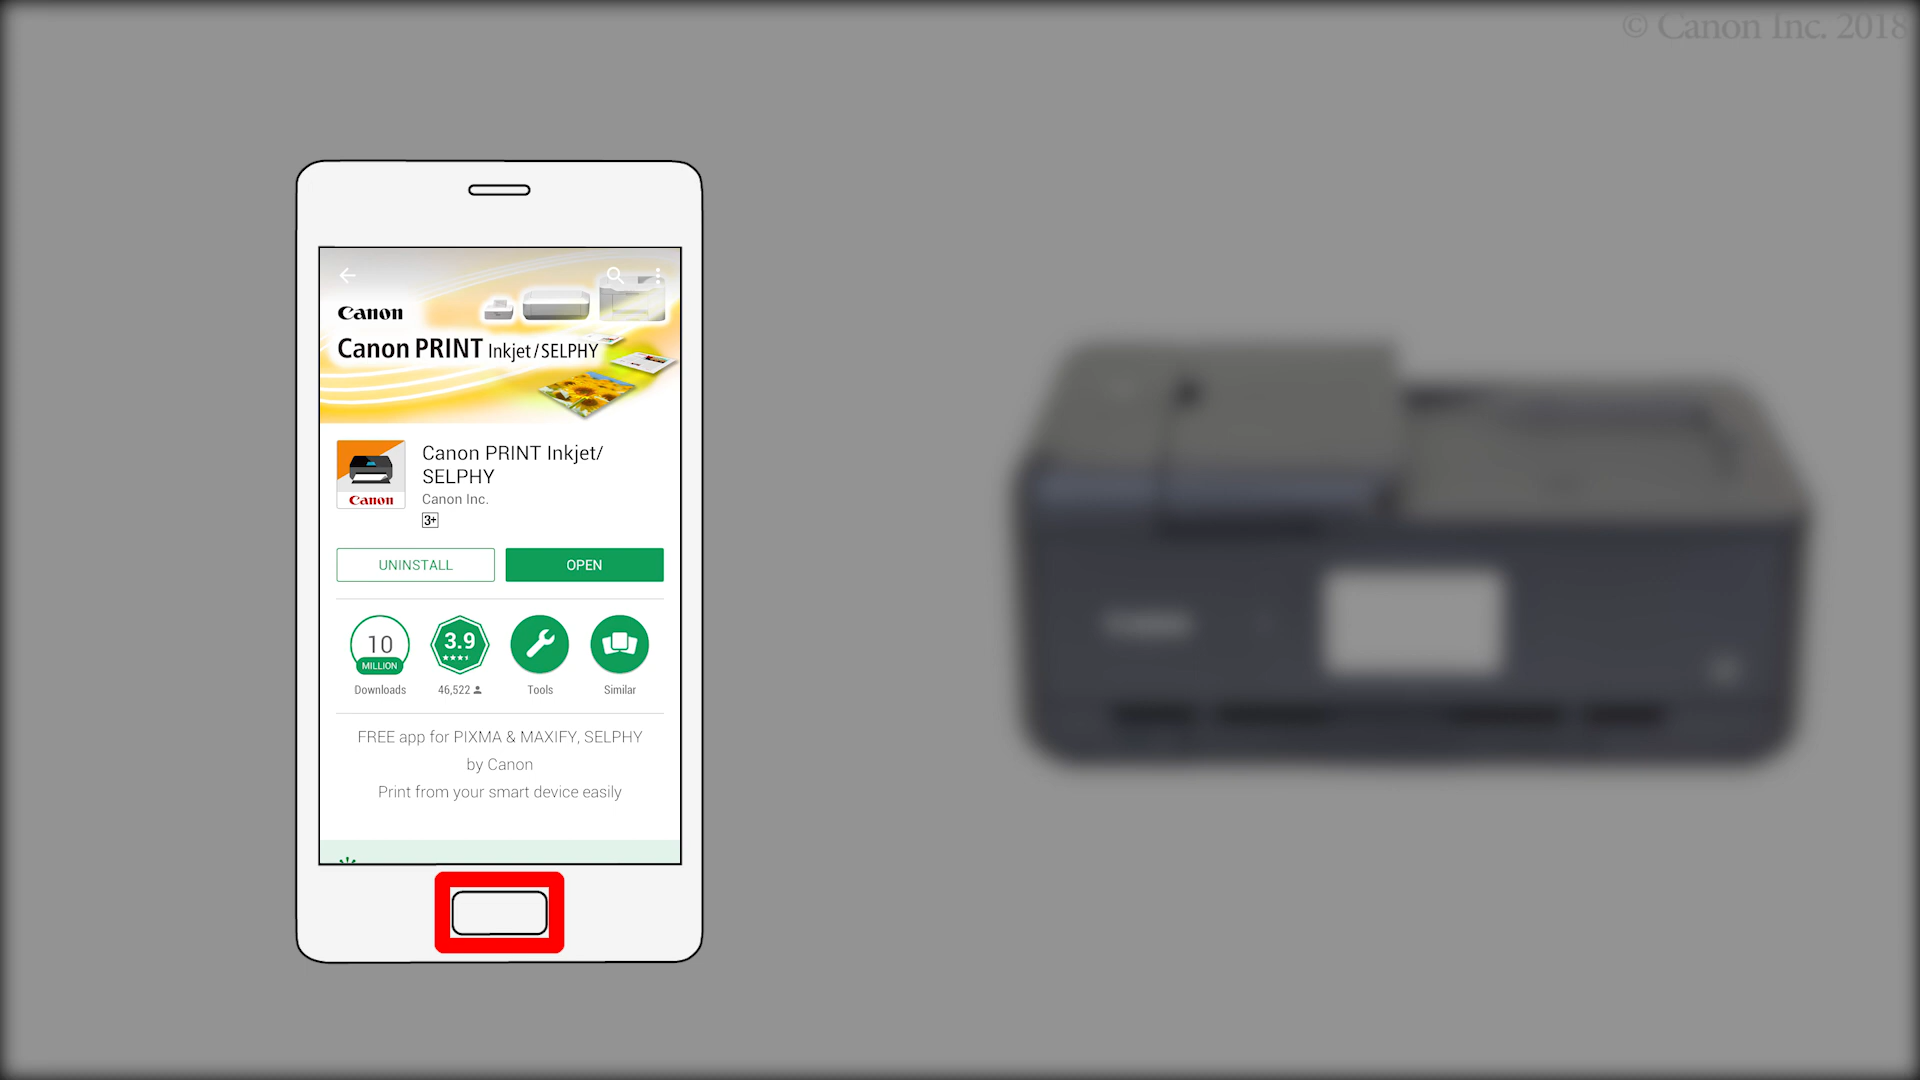 © Canon Inc. 2018
Canon
Canon PRINT Inkjet/SELPHY
Canon
Canon PRINT Inkjet/
SELPHY
Canon Inc.
3+
UNINSTALL
OPEN
10
MILLION
3.9
Downloads
46,522
Tools
Similar
FREE app for PIXMA & MAXIFY, SELPHY
by Canon
Print from your smart device easily